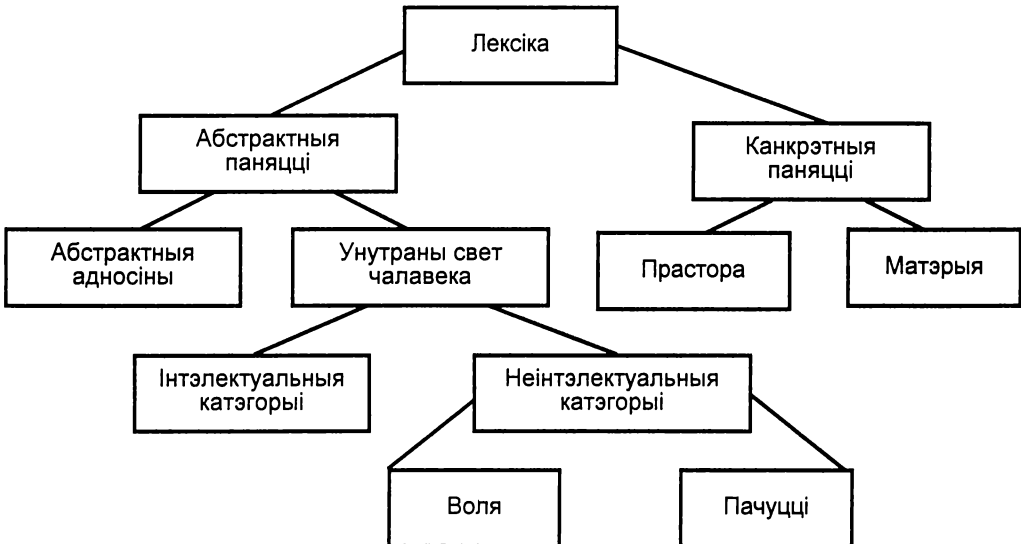 Лексіка
Абстрактныя
паняцці
Канкрэтныя
паняцці
Абстрактныя
адносіны
Унутраны свет
чалавека
Прастора
Матэрыя
Інтэлектуальныя
катэгорыі
Неінтэлектуальныя
катэгорыі
Воля
Пачуцці